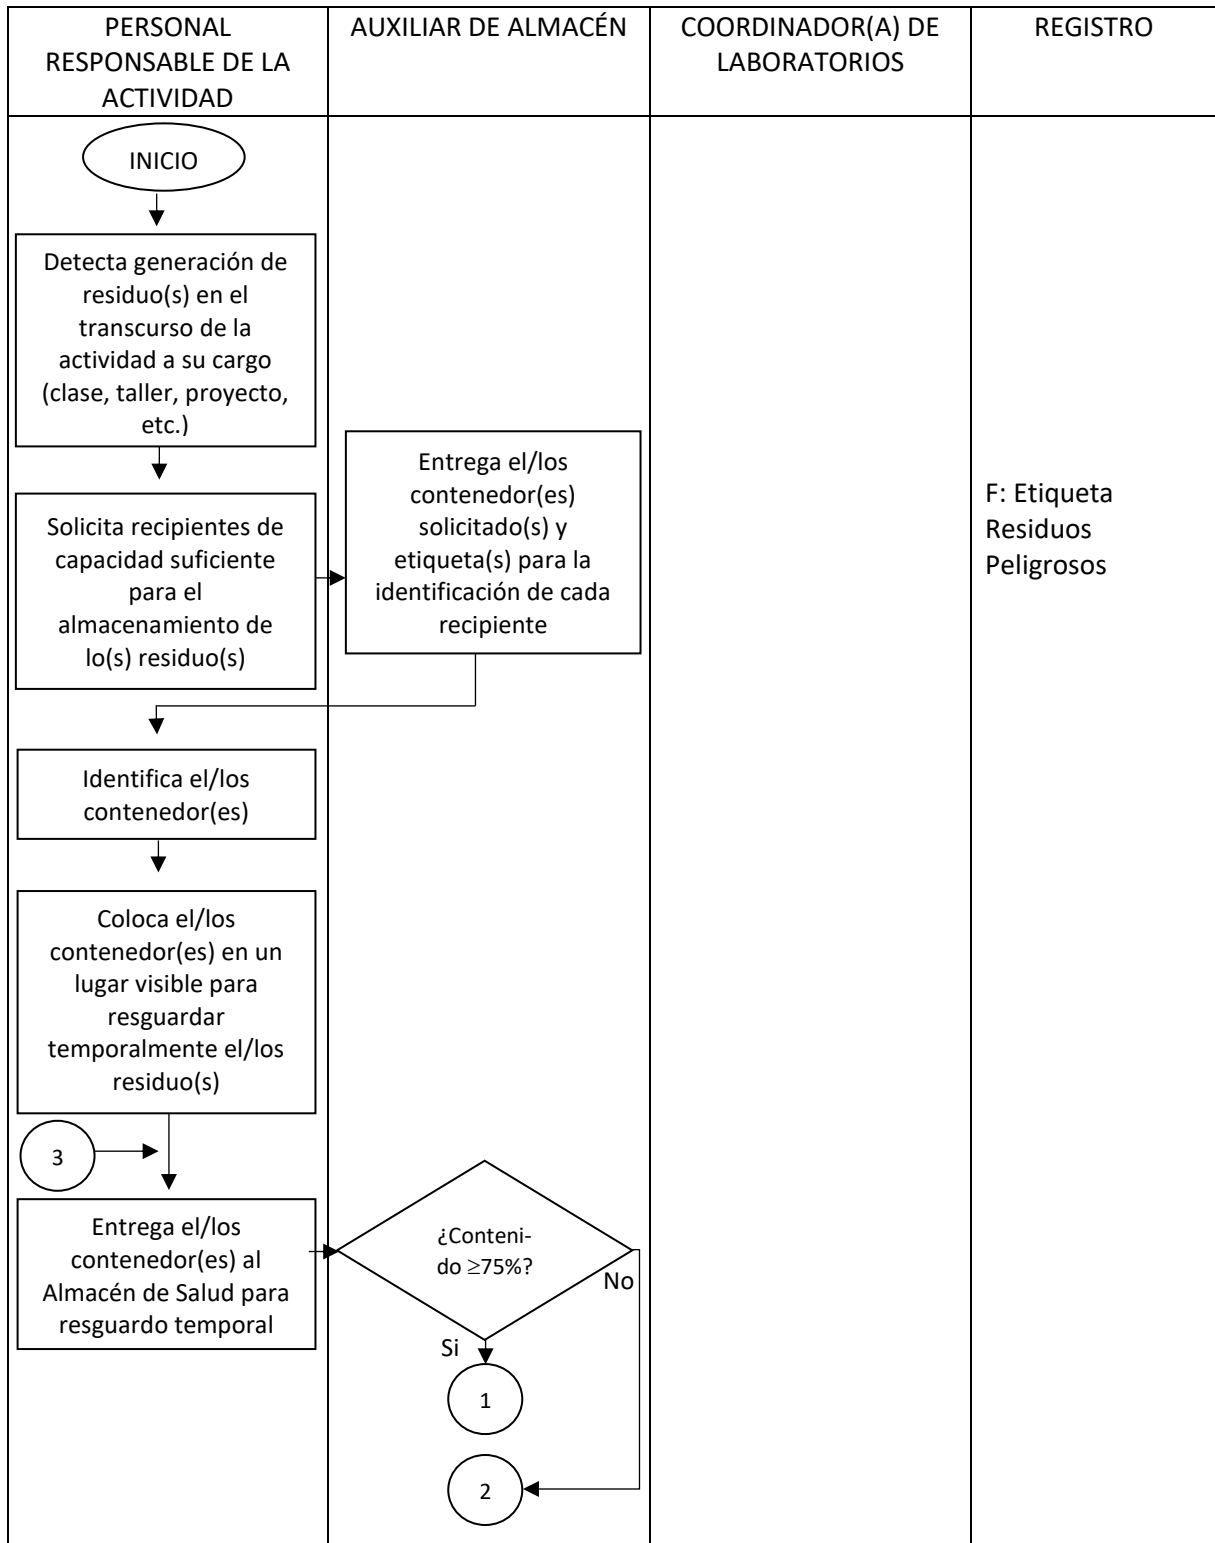 PERSONAL
RESPONSABLE DE LA
ACTIVIDAD
AUXILIAR DE ALMACÉN
COORDINADOR(A) DE
LABORATORIOS
REGISTRO
INICIO
Detecta generación de
residuo(s) en el
transcurso de la
actividad a su cargo
(clase, taller, proyecto,
etc.)
Solicita recipientes de
capacidad suficiente
para el
almacenamiento de
lo(s) residuo(s)
Entrega el/los
contenedor(es)
solicitado(s) y
etiqueta(s) para la
identificación de cada
recipiente
F: Etiqueta
Residuos
Peligrosos
Identifica el/los
contenedor(es)
Coloca el/los
contenedor(es) en un
lugar visible para
resguardar
temporalmente el/los
residuo(s)
3
Entrega el/los
contenedor(es) al
Almacén de Salud para
resguardo temporal
¿Conteni-
do ≥75%?
No
Si
1
2